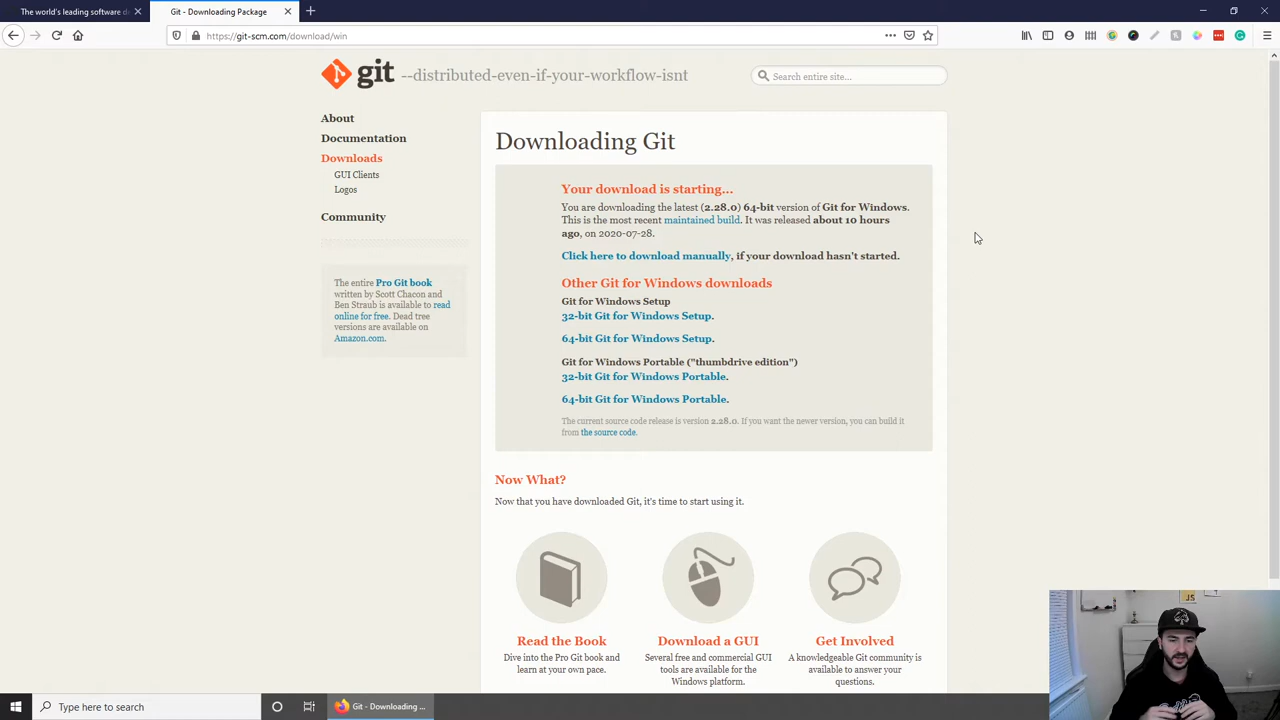 The world's leading software d
Git - Downloading Package
https://git-scm.com/download/win
git --distributed-even-if-your-workflow-isnt
Search entire site...
About
Documentation
Downloads
GUI Clients
Logos
Community
The entire Pro Git book
written by Scott Chacon and
Ben Straub is available to read
online for free. Dead tree
versions are available on
Amazon.com.
Downloading Git
Your download is starting...
You are downloading the latest (2.28.0) 64-bit version of Git for Windows.
This is the most recent maintained build. It was released about 10 hours
ago, on 2020-07-28.
Click here to download manually, if your download hasn't started.
Other Git for Windows downloads
Git for Windows Setup
32-bit Git for Windows Setup.
64-bit Git for Windows Setup.
Git for Windows Portable ("thumbdrive edition")
32-bit Git for Windows Portable.
64-bit Git for Windows Portable.
The current source code release is version 2.28.0. If you want the newer version, you can build it
from the source code.
Now What?
Now that you have downloaded Git, it's time to start using it.
Read the Book
Dive into the Pro Git book and
learn at your own pace.
Download a GUI
Several free and commercial GUI
tools are available for the
Windows platform.
Get Involved
A knowledgeable Git community is
available to answer your
questions.
JS
Type here to search
Git - Downloading ...